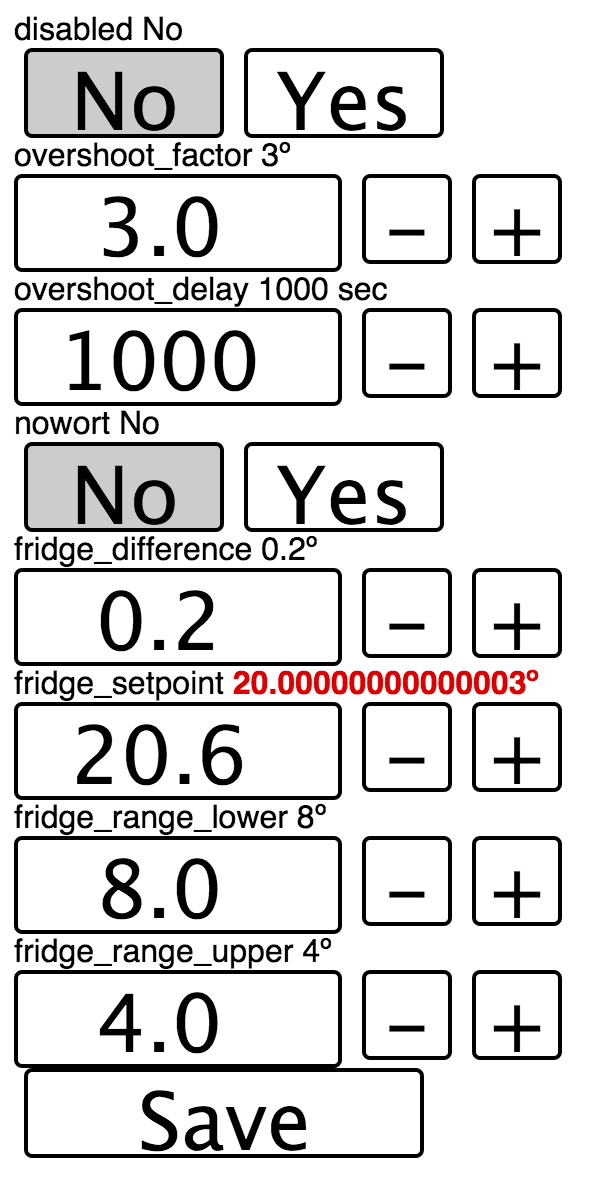 disabled No
No Yes
overshoot_factor 3º
3.0 - +
overshoot_delay 1000 sec
1000 - +
nowort No
No Yes
fridge_difference 0.2º
0.2 - +
fridge_setpoint 20.00000000000003º
20.6 - +
fridge_range_lower 8º
8.0 - +
fridge_range_upper 4º
4.0 - +
Save